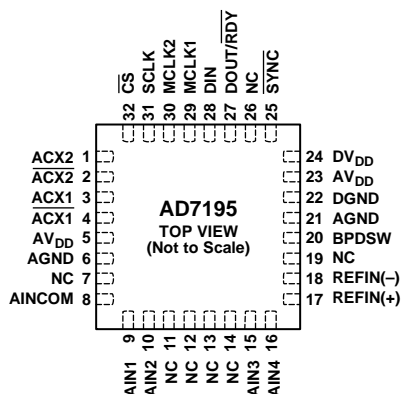 CS 32
SCLK 31
MCLK2 30
MCLK1 29
DIN 28
DOUT/RDY 27
NC 26
SYNC 25
ACX2 1
ACX2 2
ACX1 3
ACX1 4
AVDD 5
AGND 6
NC 7
AINCOM 8
AD7195
TOP VIEW
(Not to Scale)
24 DVDD
23 AVDD
22 DGND
21 AGND
20 BPDSW
19 NC
18 REFIN(–)
17 REFIN(+)
AIN1 9
AIN2 10
NC 11
NC 12
NC 13
NC 14
AIN3 15
AIN4 16